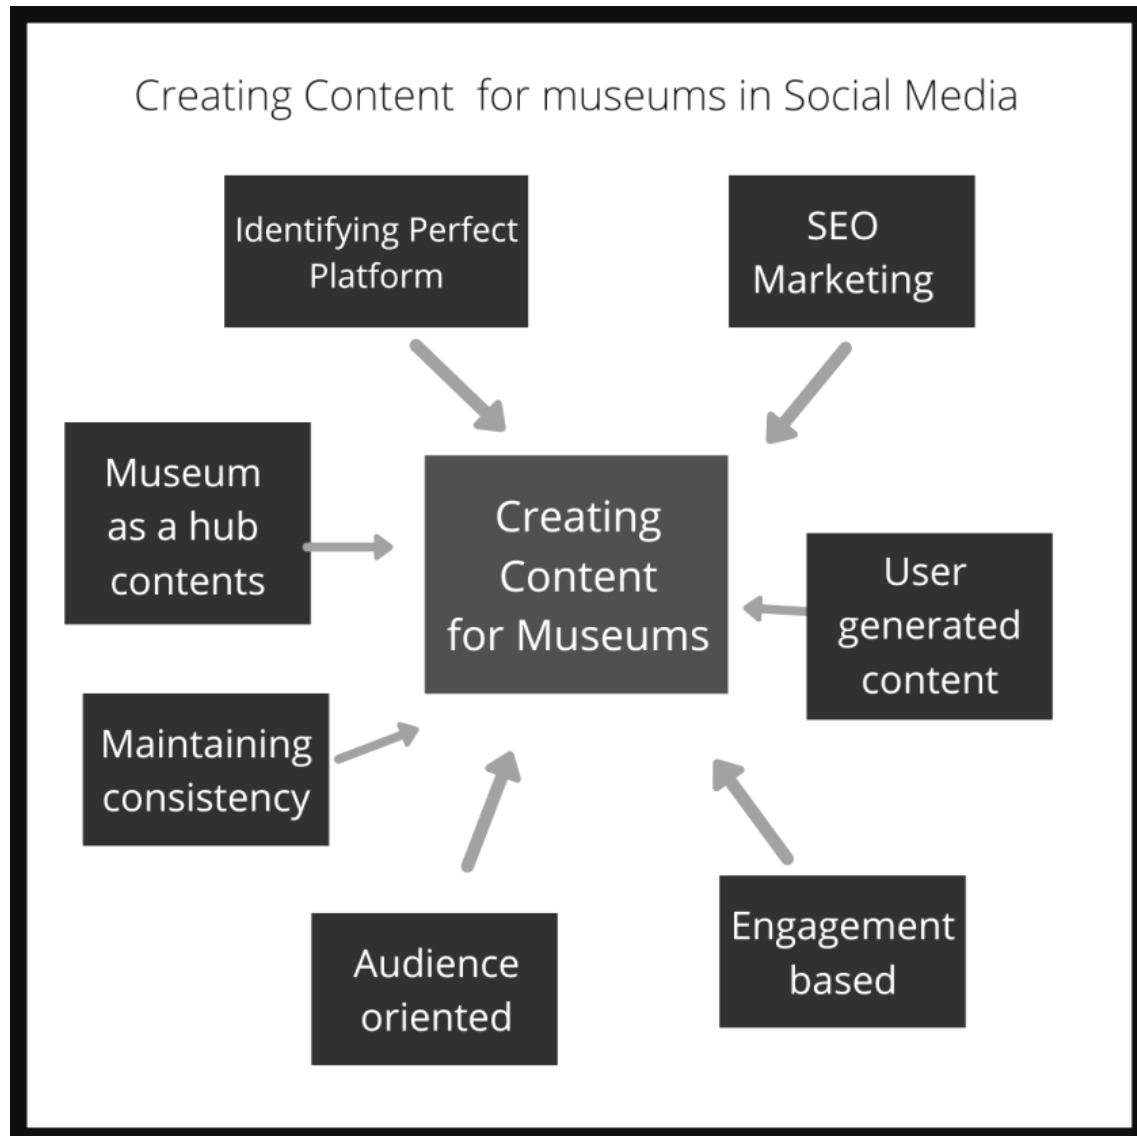 Creating Content for museums in Social Media
Identifying Perfect
Platform
SEO
Marketing
Museum
as a hub
contents
Creating
Content
for Museums
User
generated
content
Maintaining
consistency
Audience
oriented
Engagement
based